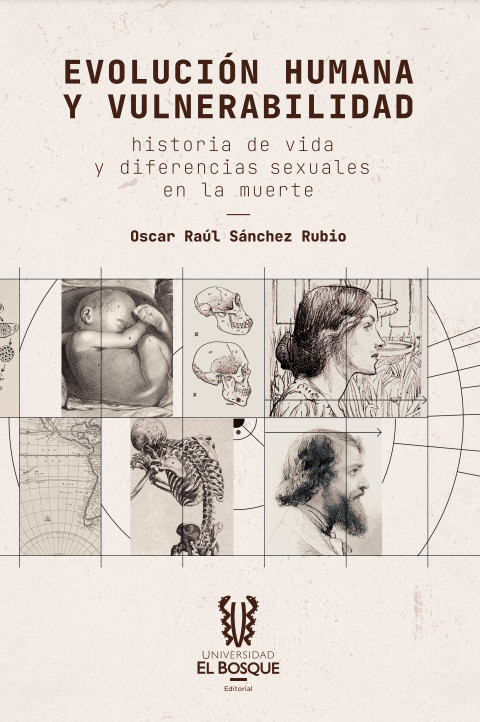 EVOLUCIÓN HUMANA
Y VULNERABILIDAD
historia de vida
y diferencias sexuales
en la muerte
Oscar Raúl Sánchez Rubio
UNIVERSIDAD
EL BOSQUE
Editorial